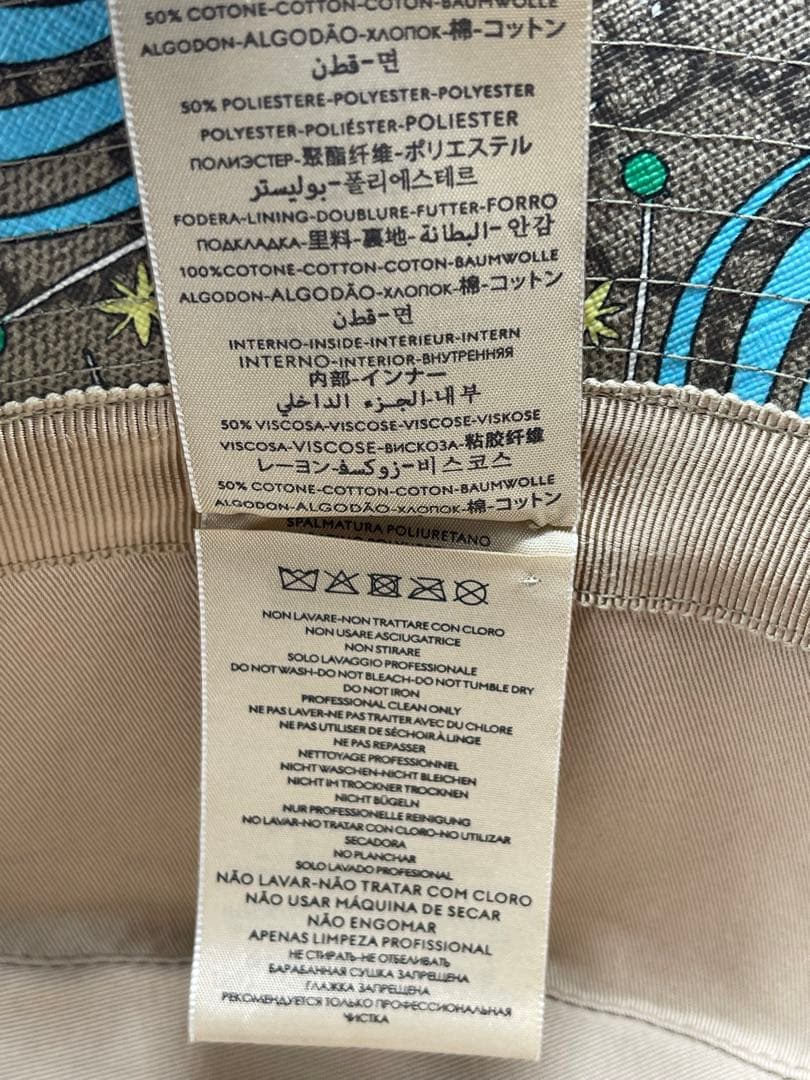 50% COTONE-COTTON-COTON-BAUMWOLLE
ALGODON-ALGODÃO-ХЛОПОК-棉-コットン
قطن-면
50% POLIESTERE-POLYESTER-POLYESTER
POLYESTER-POLIÉSTER-POLIESTER
ПОЛИЭСТЕР-聚酯纤维-ポリエステル
بوليستر-폴리에스테르
FODERA-LINING-DOUBLURE-FUTTER-FORRO
ПОДКЛАДКА-里料-裏地-البطانة-안감
100%COTONE-COTTON-COTON-BAUMWOLLE
ALGODON-ALGODÃO-ХЛОПОК-棉-コットン
قطن-면
INTERNO-INSIDE-INTERIEUR-INTERN
INTERNO-INTERIOR-ВНУТРЕННЯЯ
内部-インナー
الجزء الداخلي-내부
50% VISCOSA-VISCOSE-VISCOSE-VISKOSE
VISCOSA-VISCOSE-ВИСКОЗА-粘胶纤维
レーヨン-زوكسف-비스코스
50% COTONE-COTTON-COTON-BAUMWOLLE
ALGODON-ALGODÃO-ХЛОПОК-棉-コットン
SPALMATURA POLIURETANO
NON LAVARE-NON TRATTARE CON CLORO
NON USARE ASCIUGATRICE
NON STIRARE
SOLO LAVAGGIO PROFESSIONALE
DO NOT WASH-DO NOT BLEACH-DO NOT TUMBLE DRY
DO NOT IRON
PROFESSIONAL CLEAN ONLY
NE PAS LAVER-NE PAS TRAITER AVEC DU CHLORE
NE PAS UTILISER DE SÉCHOIR À LINGE
NE PAS REPASSER
NETTOYAGE PROFESSIONNEL
NICHT WASCHEN-NICHT BLEICHEN
NICHT IM TROCKNER TROCKNEN
NICHT BÜGELN
NUR PROFESSIONELLE REINIGUNG
NO LAVAR-NO TRATAR CON CLORO-NO UTILIZAR
SECADORA
NO PLANCHAR
SOLO LAVADO PROFESIONAL
NÃO LAVAR-NÃO TRATAR COM CLORO
NÃO USAR MÁQUINA DE SECAR
NÃO ENGOMAR
APENAS LIMPEZA PROFISSIONAL
НЕ СТИРАТЬ-НЕ ОТБЕЛИВАТЬ
БАРАБАННАЯ СУШКА ЗАПРЕЩЕНА
ГЛАЖКА ЗАПРЕЩЕНА
РЕКОМЕНДУЕТСЯ ТОЛЬКО ПРОФЕССИОНАЛЬНАЯ
ЧИСТКА